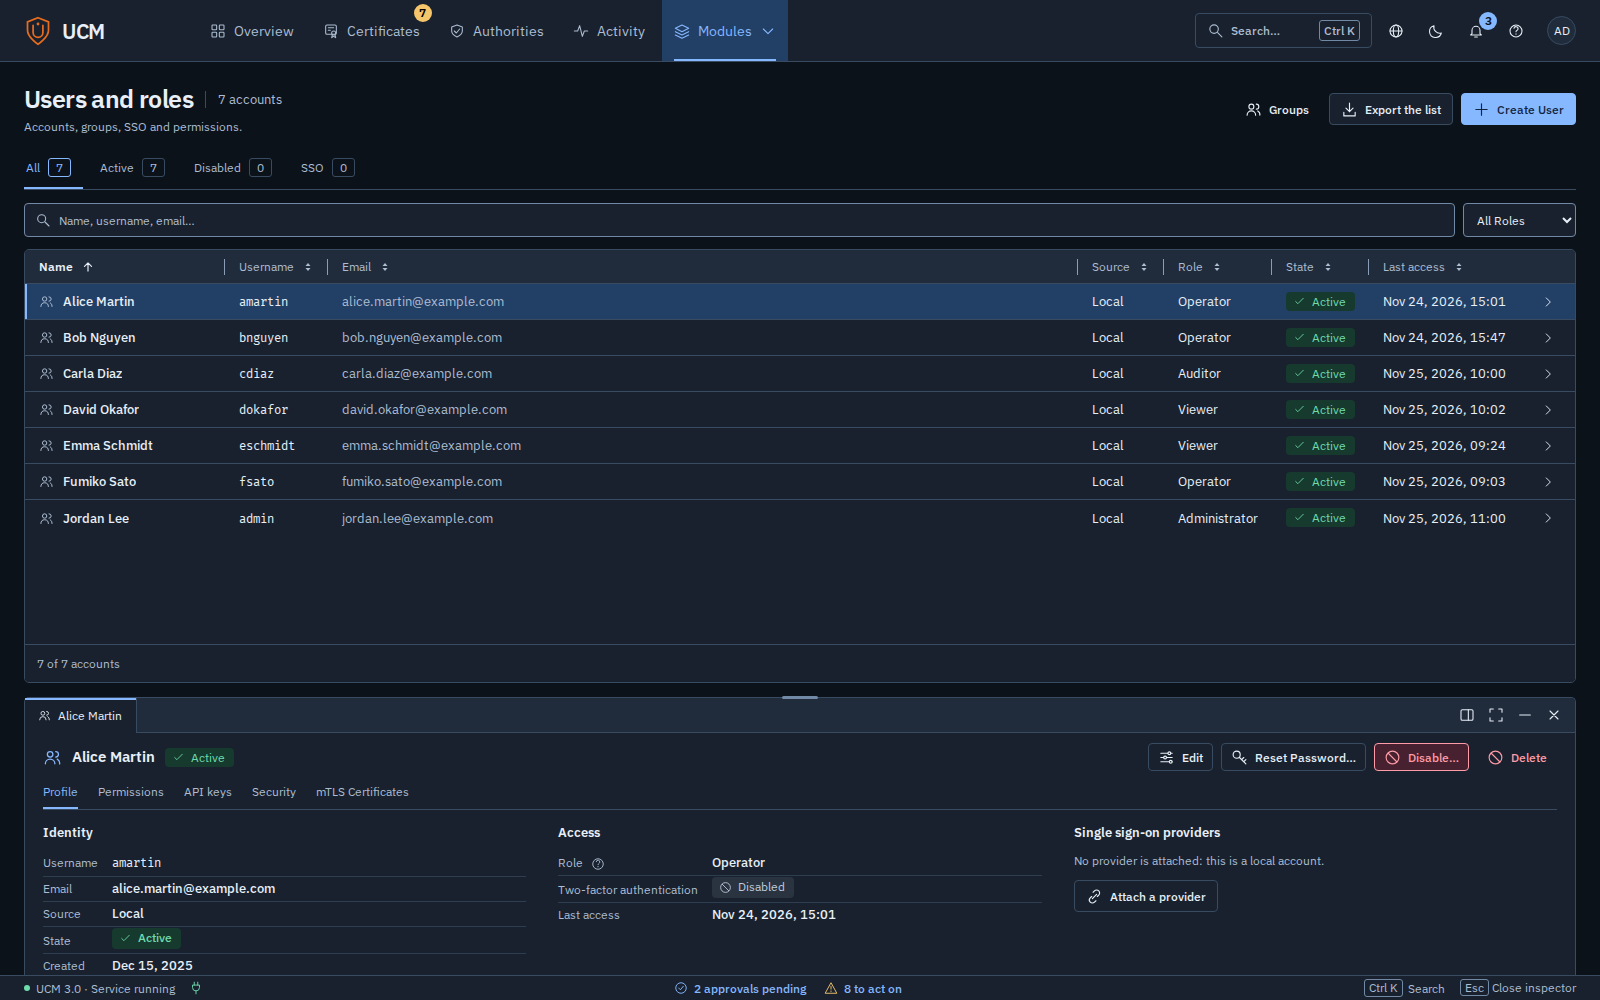 UCM
Overview
Certificates
7
Authorities
Activity
Modules
Search...
Ctrl K
3
AD
Users and roles
7 accounts
Accounts, groups, SSO and permissions.
Groups
Export the list
Create User
All 7
Active 7
Disabled 0
SSO 0
Name, username, email...
All Roles
Name Username Email Source Role State Last access
Alice Martin amartin alice.martin@example.com Local Operator Active Nov 24, 2026, 15:01
Bob Nguyen bnguyen bob.nguyen@example.com Local Operator Active Nov 24, 2026, 15:47
Carla Diaz cdiaz carla.diaz@example.com Local Auditor Active Nov 25, 2026, 10:00
David Okafor dokafor david.okafor@example.com Local Viewer Active Nov 25, 2026, 10:02
Emma Schmidt eschmidt emma.schmidt@example.com Local Viewer Active Nov 25, 2026, 09:24
Fumiko Sato fsato fumiko.sato@example.com Local Operator Active Nov 25, 2026, 09:03
Jordan Lee admin jordan.lee@example.com Local Administrator Active Nov 25, 2026, 11:00
7 of 7 accounts
Alice Martin
Alice Martin Active
Edit
Reset Password...
Disable...
Delete
Profile Permissions API keys Security mTLS Certificates
Identity
Username amartin
Email alice.martin@example.com
Source Local
State Active
Created Dec 15, 2025
Access
Role Operator
Two-factor authentication Disabled
Last access Nov 24, 2026, 15:01
Single sign-on providers
No provider is attached: this is a local account.
Attach a provider
UCM 3.0 · Service running
2 approvals pending
8 to act on
Ctrl K Search
Esc Close inspector